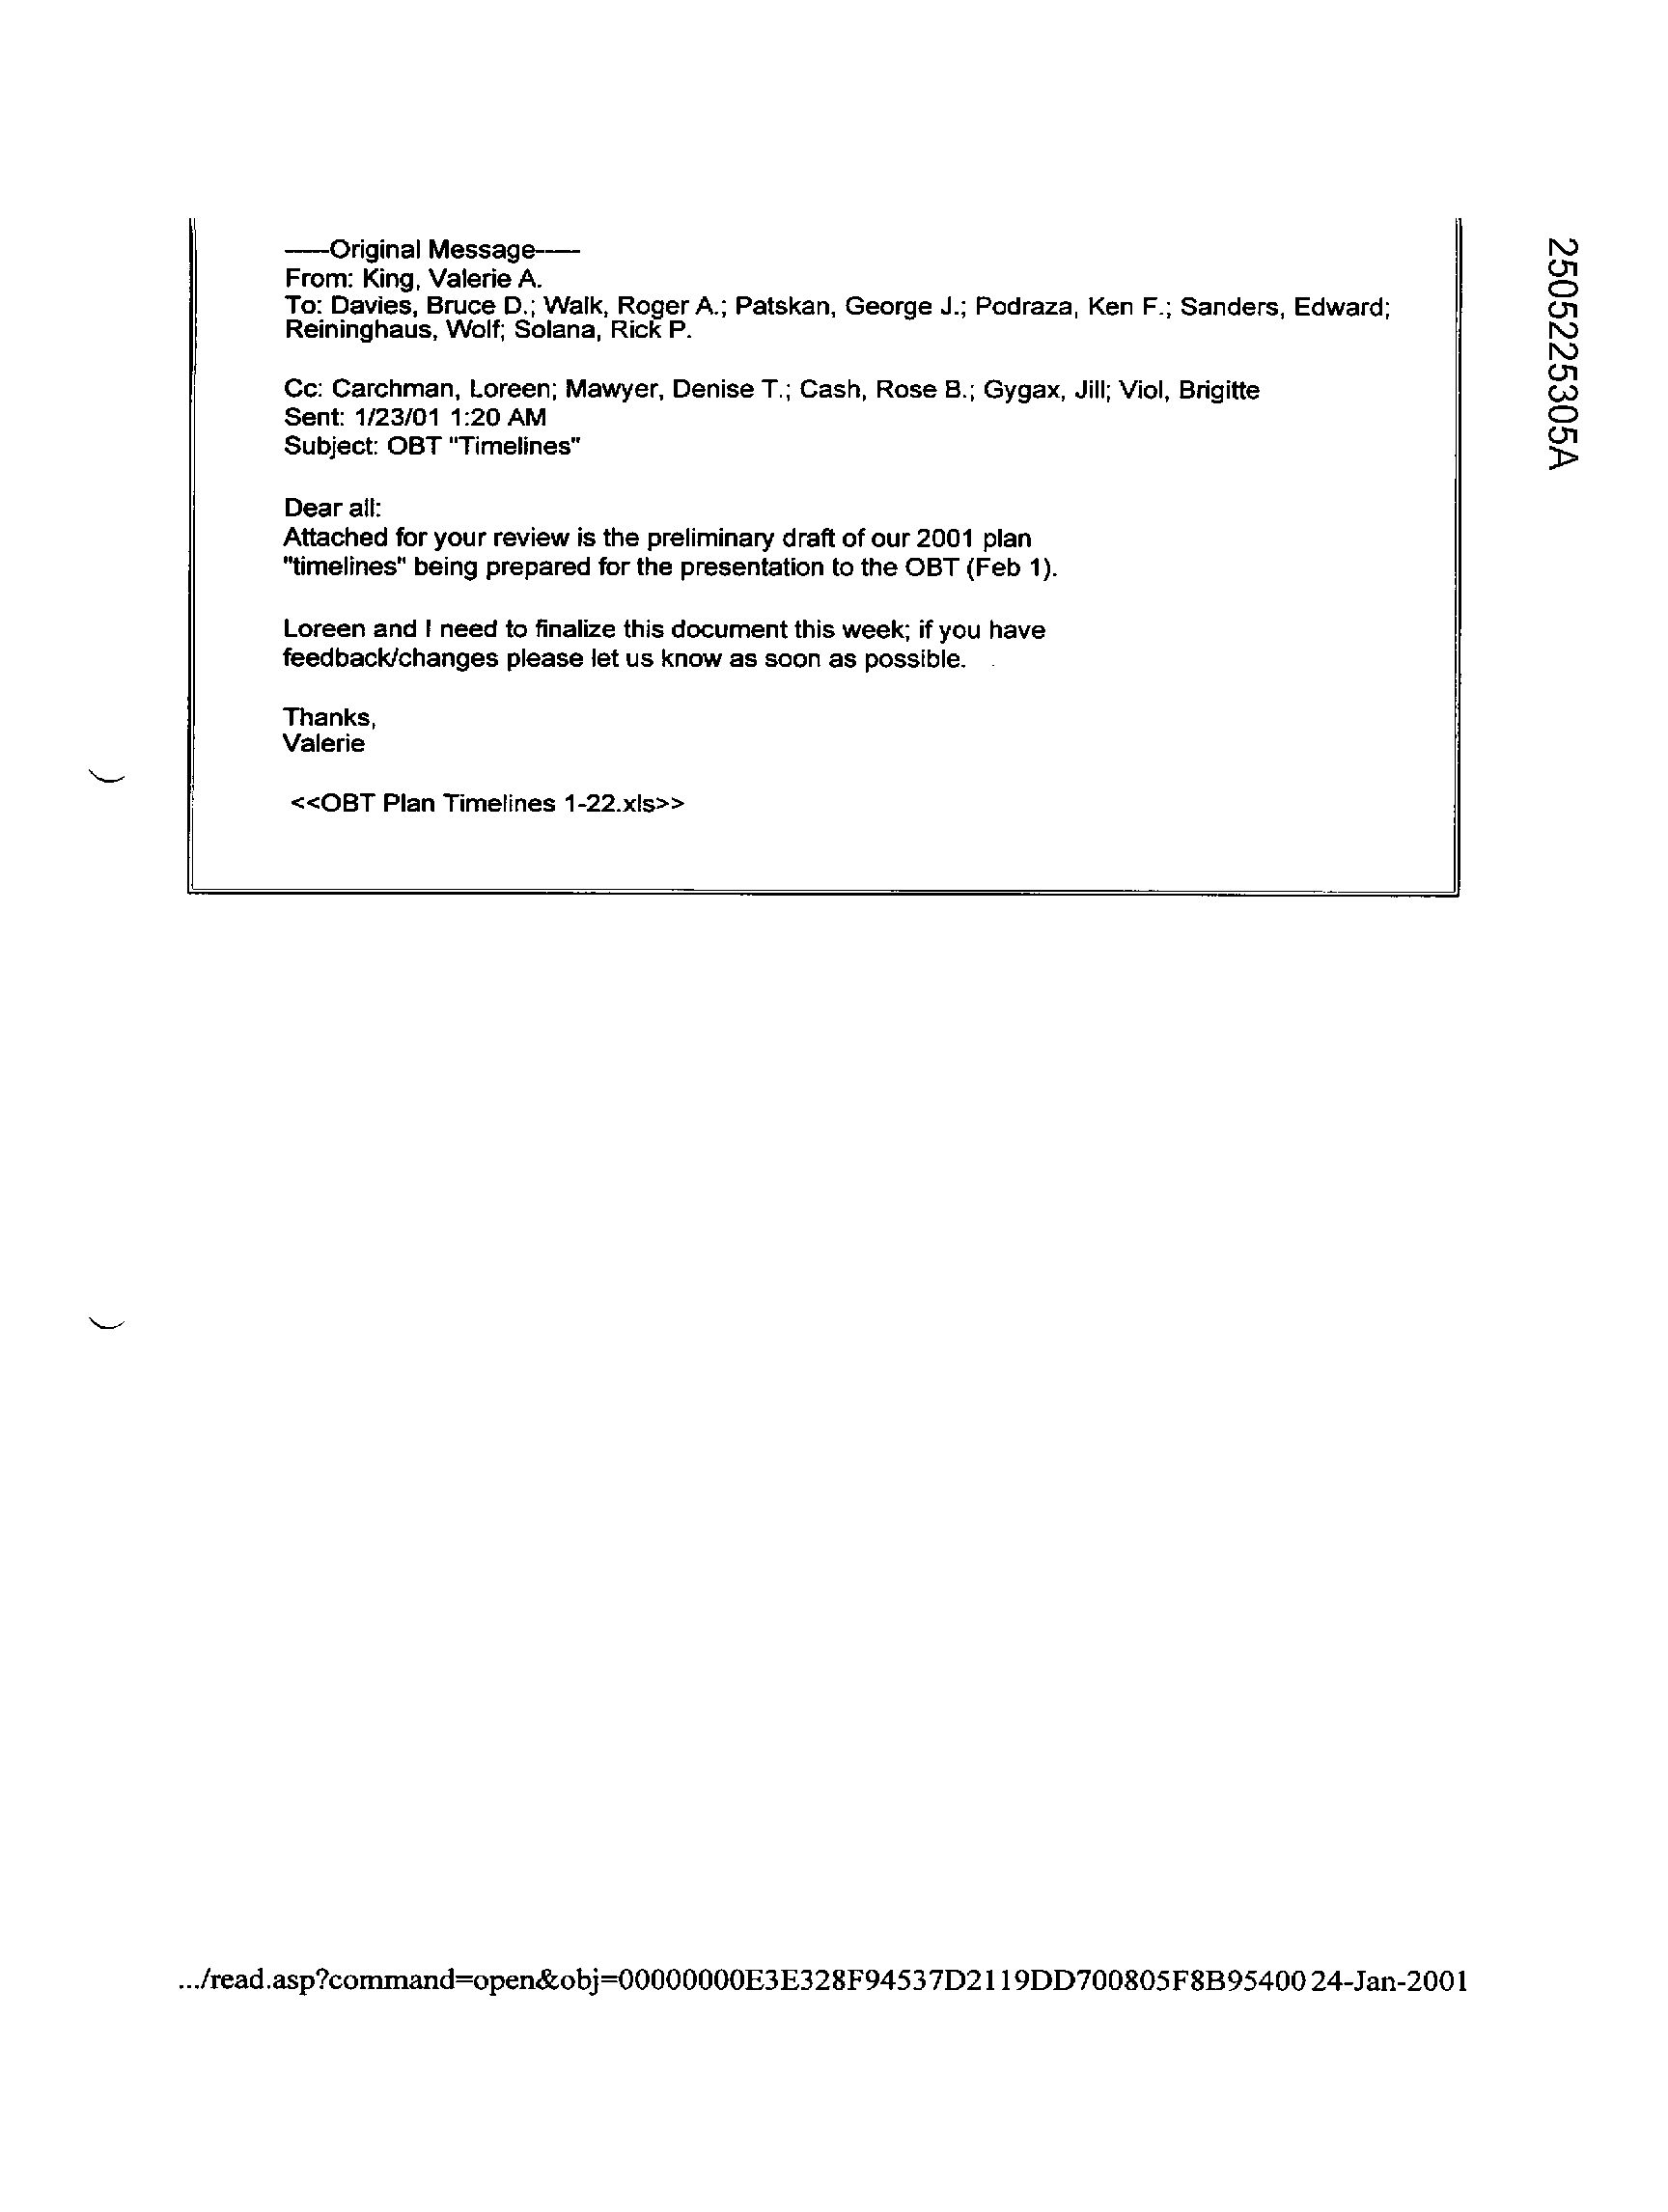 -----Original Message-----
From: King, Valerie A.
To: Davies, Bruce D.; Walk, Roger A.; Patskan, George J.; Podraza, Ken F.; Sanders, Edward;
Reininghaus, Wolf; Solana, Rick P.
Cc: Carchman, Loreen; Mawyer, Denise T.; Cash, Rose B.; Gygax, Jill; Viol, Brigitte
Sent: 1/23/01 1:20 AM
Subject: OBT "Timelines"
Dear all:
Attached for your review is the preliminary draft of our 2001 plan
"timelines" being prepared for the presentation to the OBT (Feb 1).
Loreen and I need to finalize this document this week; if you have
feedback/changes please let us know as soon as possible.
Thanks,
Valerie
<<OBT Plan Timelines 1-22.xls>>
2505225305A
.../read.asp?command=open&obj=00000000E3E328F94537D2119DD700805F8B95400 24-Jan-2001